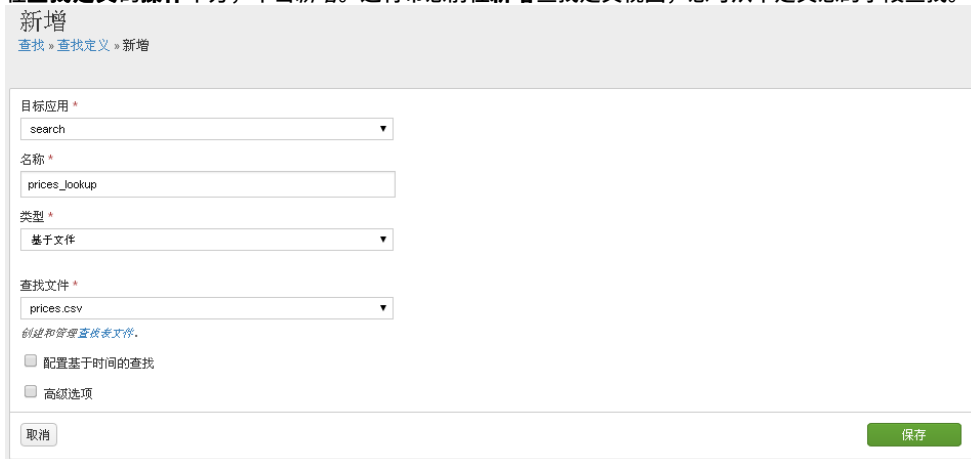 新增
查找 » 查找定义 » 新增
目标应用 *
search
名称 *
prices_lookup
类型 *
基于文件
查找文件 *
prices.csv
创建和管理查找表文件。
配置基于时间的查找
高级选项
取消
保存